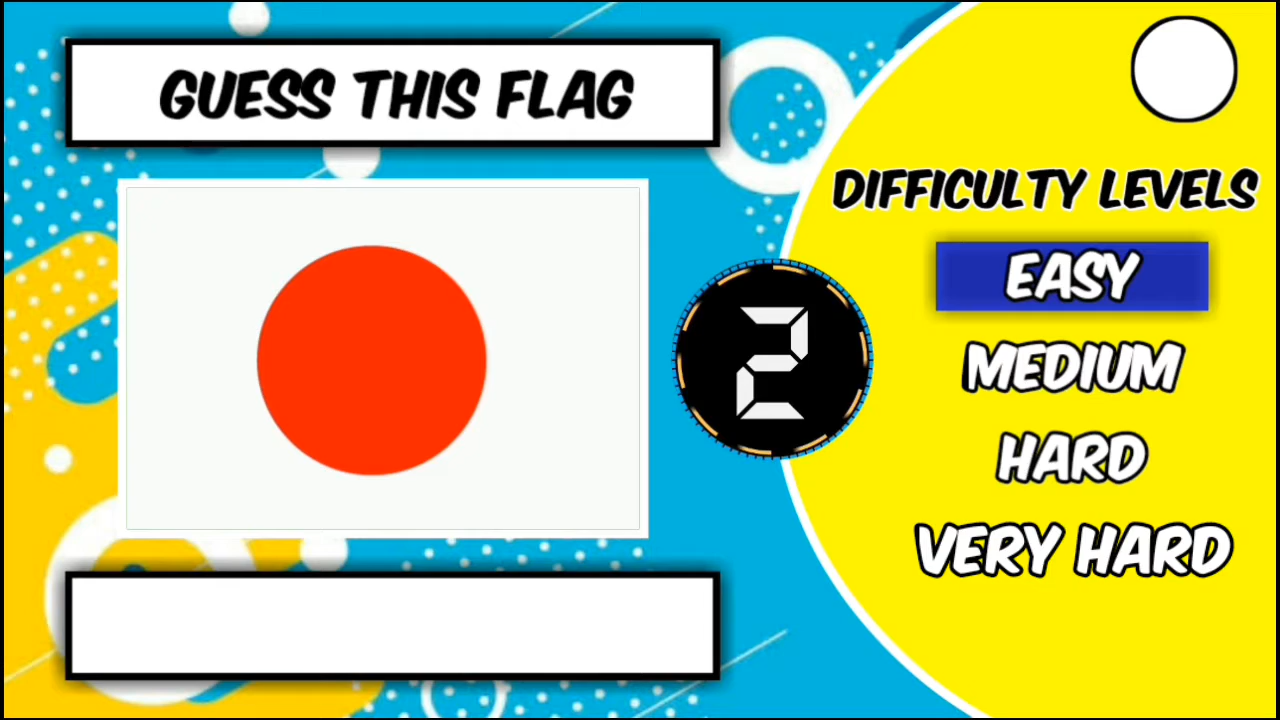 GUESS THIS FLAG
2
DIFFICULTY LEVELS
EASY
MEDIUM
HARD
VERY HARD